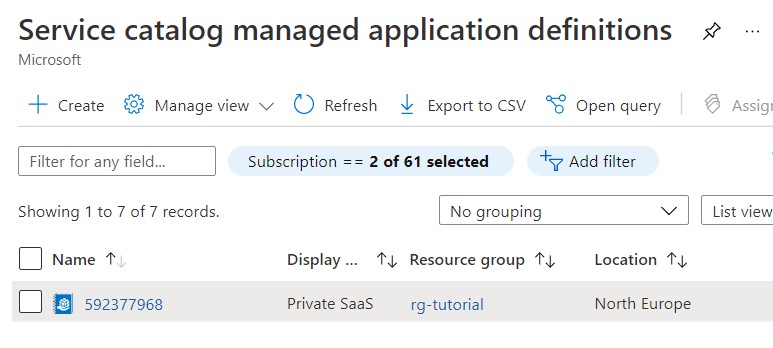 Service catalog managed application definitions ...
Microsoft
Create Manage view Refresh Export to CSV Open query
Filter for any field... Subscription == 2 of 61 selected Add filter
Showing 1 to 7 of 7 records. No grouping List view
Name Display ... Resource group Location
592377968 Private SaaS rg-tutorial North Europe